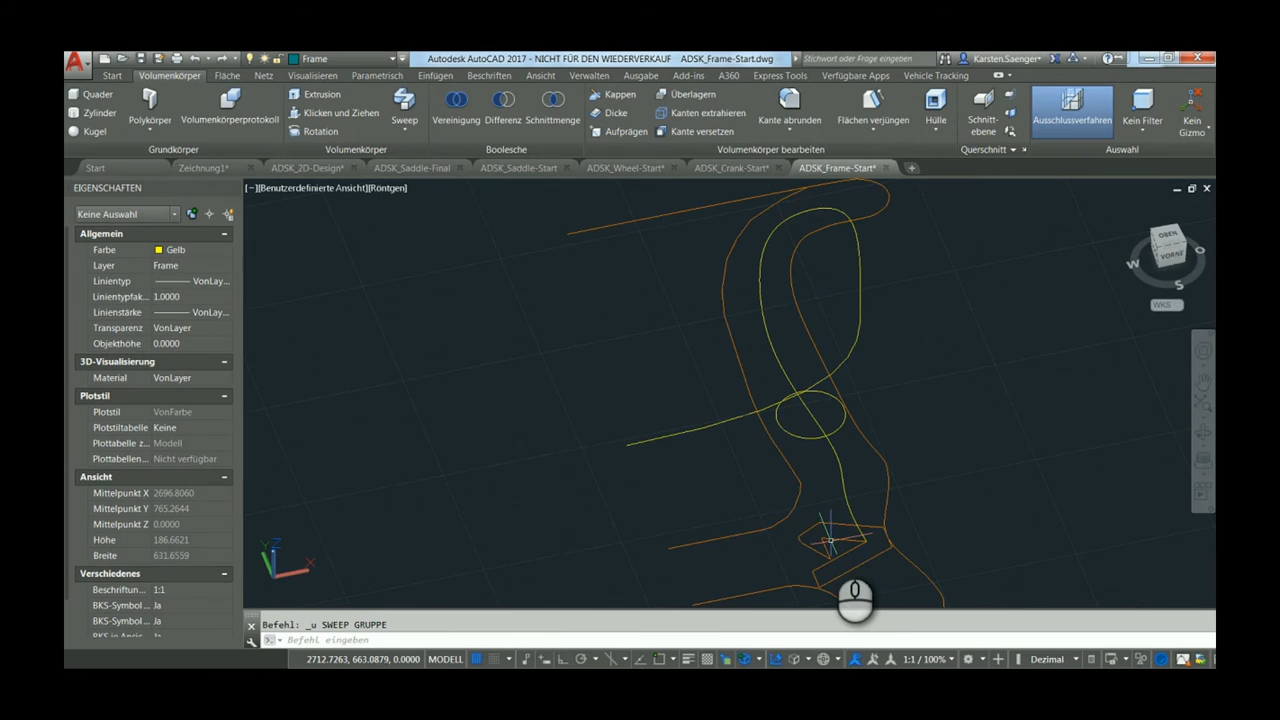 Frame
Autodesk AutoCAD 2017 - NICHT FÜR DEN WIEDERVERKAUF ADSK_Frame-Start.dwg
Stichwort oder Frage eingeben
Karsten.Saenger
Start Volumenkörper Fläche Netz Visualisieren Parametrisch Einfügen Beschriften Ansicht Verwalten Ausgabe Add-ins A360 Express Tools Verfügbare Apps Vehicle Tracking
Quader
Zylinder
Kugel
Polykörper
Volumenkörperprotokoll
Grundkörper
Extrusion
Klicken und Ziehen
Rotation
Sweep
Volumenkörper
Vereinigung Differenz Schnittmenge
Boolesche
Kappen
Dicke
Aufprägen
Überlagern
Kanten extrahieren
Kante versetzen
Kante abrunden
Flächen verjüngen
Hülle
Volumenkörper bearbeiten
Schnitt-
ebene
Querschnitt
Ausschlussverfahren
Kein Filter
Kein
Gizmo
Auswahl
Start Zeichnung1* ADSK_2D-Design* ADSK_Saddle-Final ADSK_Saddle-Start ADSK_Wheel-Start* ADSK_Crank-Start* ADSK_Frame-Start*
EIGENSCHAFTEN
Keine Auswahl
Allgemein
Farbe Gelb
Layer Frame
Linientyp VonLay...
Linientypfak... 1.0000
Linienstärke VonLay...
Transparenz VonLayer
Objekthöhe 0.0000
3D-Visualisierung
Material VonLayer
Plotstil
Plotstil VonFarbe
Plotstiltabelle Keine
Plottabelle z... Modell
Plottabellen... Nicht verfügbar
Ansicht
Mittelpunkt X 2696.8060
Mittelpunkt Y 765.2644
Mittelpunkt Z 0.0000
Höhe 186.6621
Breite 631.6559
Verschiedenes
Beschriftun... 1:1
BKS-Symbol ... Ja
BKS-Symbol ... Ja
[−][Benutzerdefinierte Ansicht][Röntgen]
OBEN
VORNE
W
O
S
WKS
Z
Y
X
Befehl: _u SWEEP GRUPPE
Befehl eingeben
2712.7263, 663.0879, 0.0000 MODELL 1:1 / 100% Dezimal